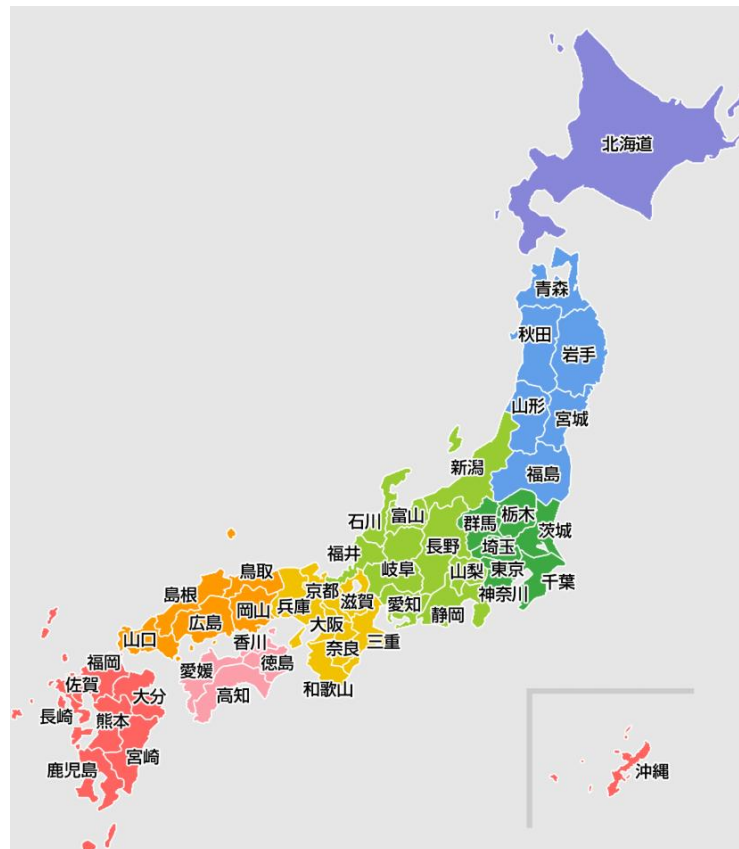 北海道
青森
秋田
岩手
山形
宮城
新潟
福島
石川
富山
群馬
栃木
茨城
福井
長野
埼玉
岐阜
山梨
東京
千葉
神奈川
愛知
静岡
鳥取
島根
京都
滋賀
兵庫
岡山
広島
大阪
三重
奈良
山口
香川
徳島
愛媛
高知
和歌山
福岡
佐賀
大分
長崎
熊本
宮崎
鹿児島
沖縄